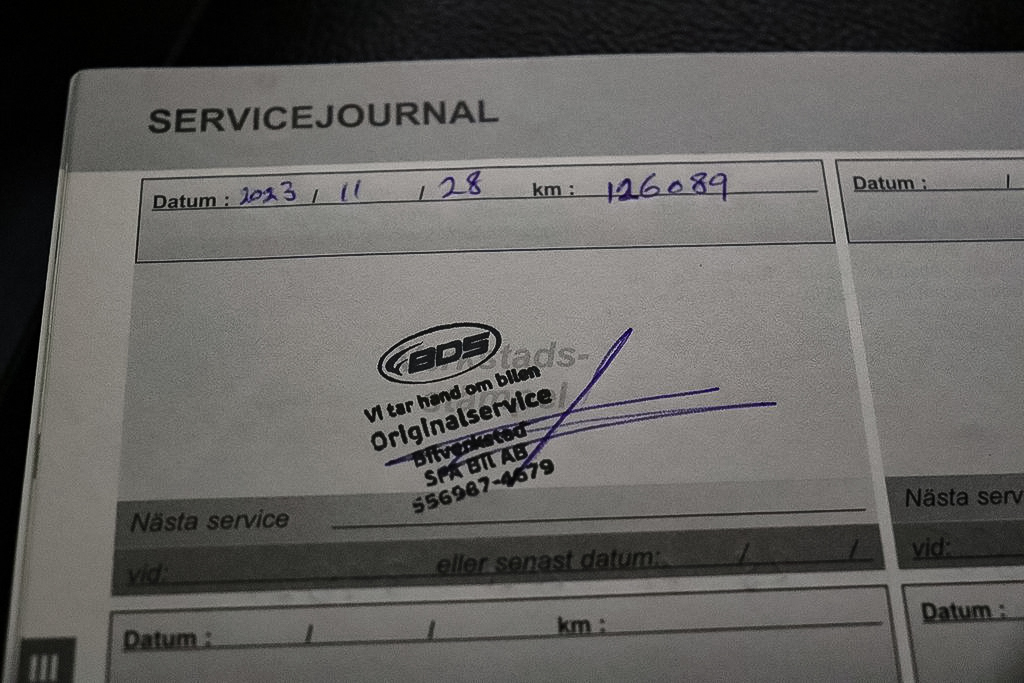 SERVICEJOURNAL
Datum : 2023 / 11 / 28 km : 126089
Datum : /
BDS
Vi tar hand om bilen
Originalservice
Bilverkstad
SPÅ Bil AB
556987-4679
Nästa service
vid: eller senast datum: / /
Nästa serv
vid:
Datum : / / km :
Datum :